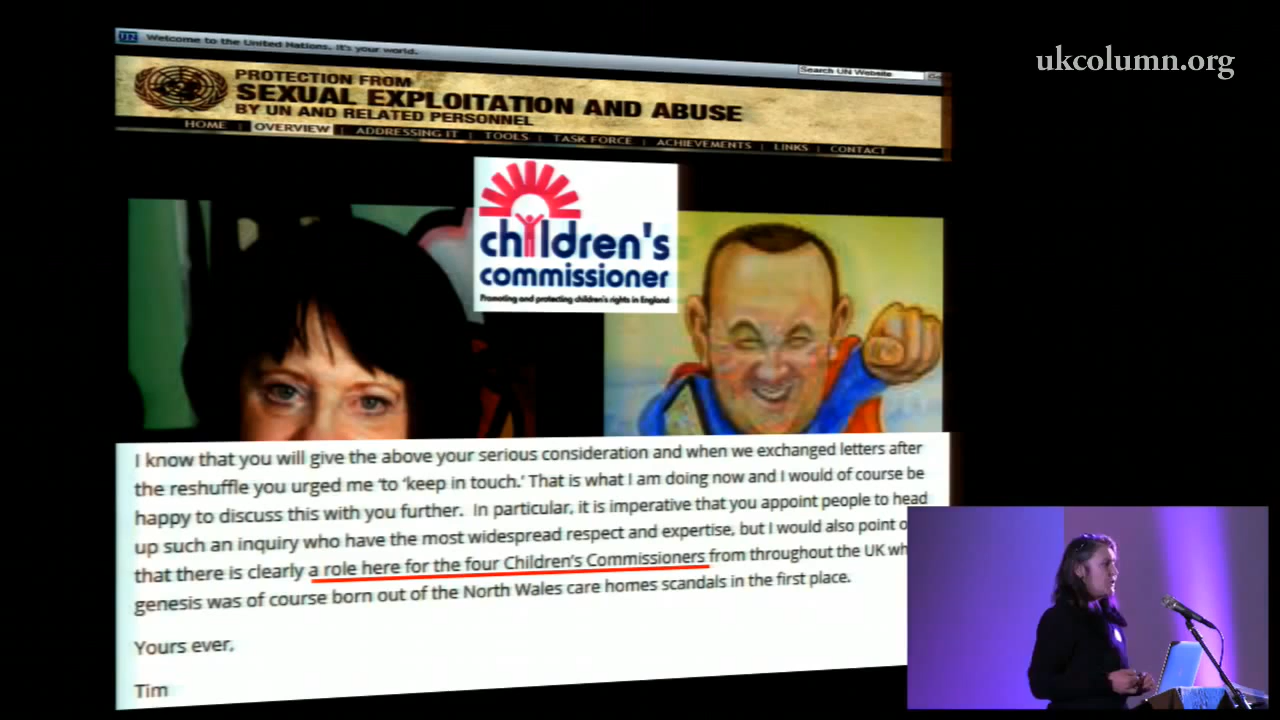 ukcolumn.org
UN Welcome to the United Nations. It's your world.
Search UN Website
PROTECTION FROM
SEXUAL EXPLOITATION AND ABUSE
BY UN AND RELATED PERSONNEL
HOME | OVERVIEW | ADDRESSING IT | TOOLS | TASK FORCE | ACHIEVEMENTS | LINKS | CONTACT
children's
commissioner
Promoting and protecting children's rights in England
I know that you will give the above your serious consideration and when we exchanged letters after
the reshuffle you urged me 'to 'keep in touch.' That is what I am doing now and I would of course be
happy to discuss this with you further. In particular, it is imperative that you appoint people to head
up such an inquiry who have the most widespread respect and expertise, but I would also point
that there is clearly a role here for the four Children's Commissioners from throughout the UK
genesis was of course born out of the North Wales care homes scandals in the first place.
Yours ever,
Tim